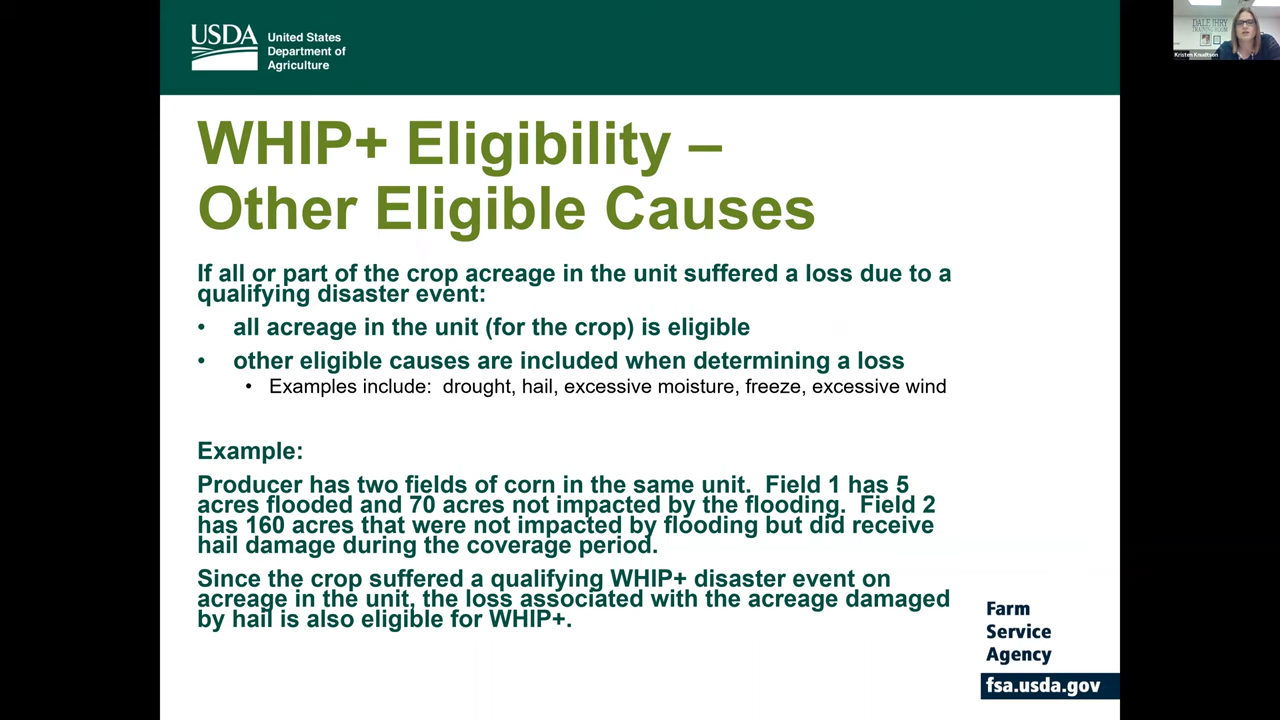 USDA
United States
Department of
Agriculture
DALE IHRY
TRAINING ROOM
Kristen Knudtson
WHIP+ Eligibility –
Other Eligible Causes
If all or part of the crop acreage in the unit suffered a loss due to a
qualifying disaster event:
• all acreage in the unit (for the crop) is eligible
• other eligible causes are included when determining a loss
• Examples include: drought, hail, excessive moisture, freeze, excessive wind
Example:
Producer has two fields of corn in the same unit. Field 1 has 5
acres flooded and 70 acres not impacted by the flooding. Field 2
has 160 acres that were not impacted by flooding but did receive
hail damage during the coverage period.
Since the crop suffered a qualifying WHIP+ disaster event on
acreage in the unit, the loss associated with the acreage damaged
by hail is also eligible for WHIP+.
Farm
Service
Agency
fsa.usda.gov